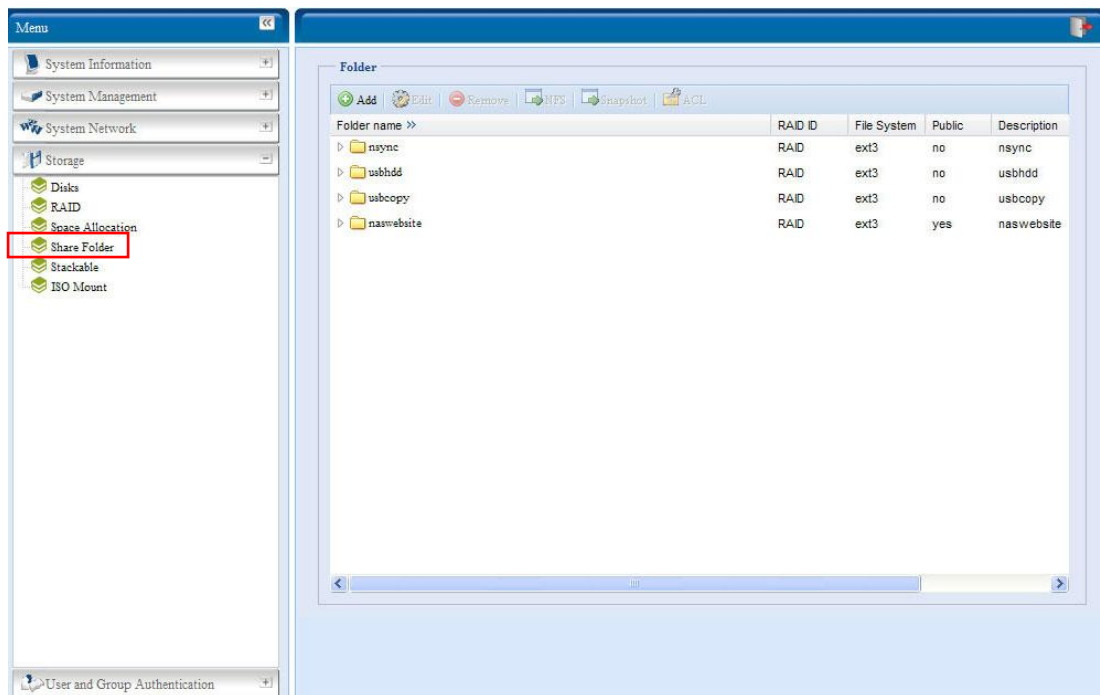 Menu
System Information
System Management
System Network
Storage
Disks
RAID
Space Allocation
Share Folder
Stackable
ISO Mount
User and Group Authentication
Folder
Add Edit Remove NFS Snapshot ACL
Folder name >> RAID ID File System Public Description
nsync RAID ext3 no nsync
usbhdd RAID ext3 no usbhdd
usbcopy RAID ext3 no usbcopy
naswebsite RAID ext3 yes naswebsite